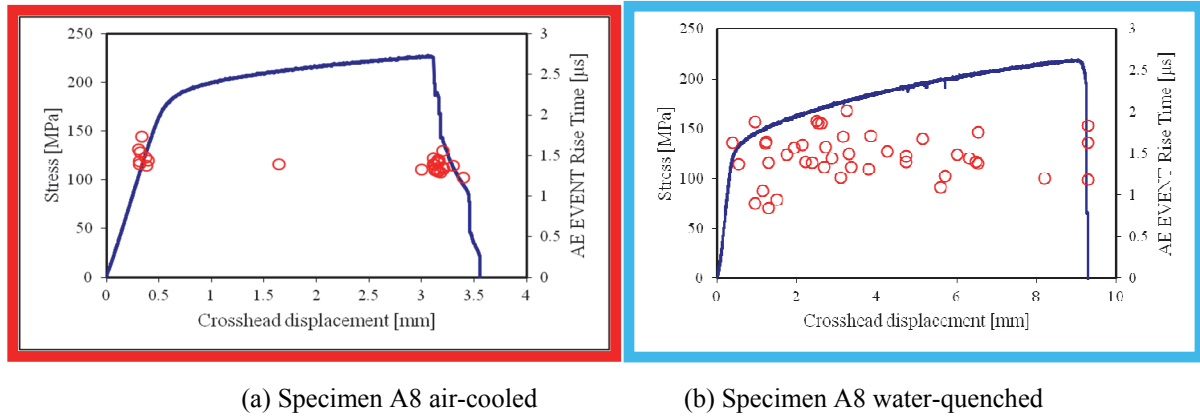 250
200
150
100
50
0
Stress [MPa]
3
2.5
2
1.5
1
0.5
0
AE EVENT Rise Time [µs]
0 0.5 1 1.5 2 2.5 3 3.5 4
Crosshead displacement [mm]
250
200
150
100
50
0
Stress [MPa]
3
2.5
2
1.5
1
0.5
0
AE EVENT Rise Time [µs]
0 2 4 6 8 10
Crosshead displacement [mm]
(a) Specimen A8 air-cooled
(b) Specimen A8 water-quenched